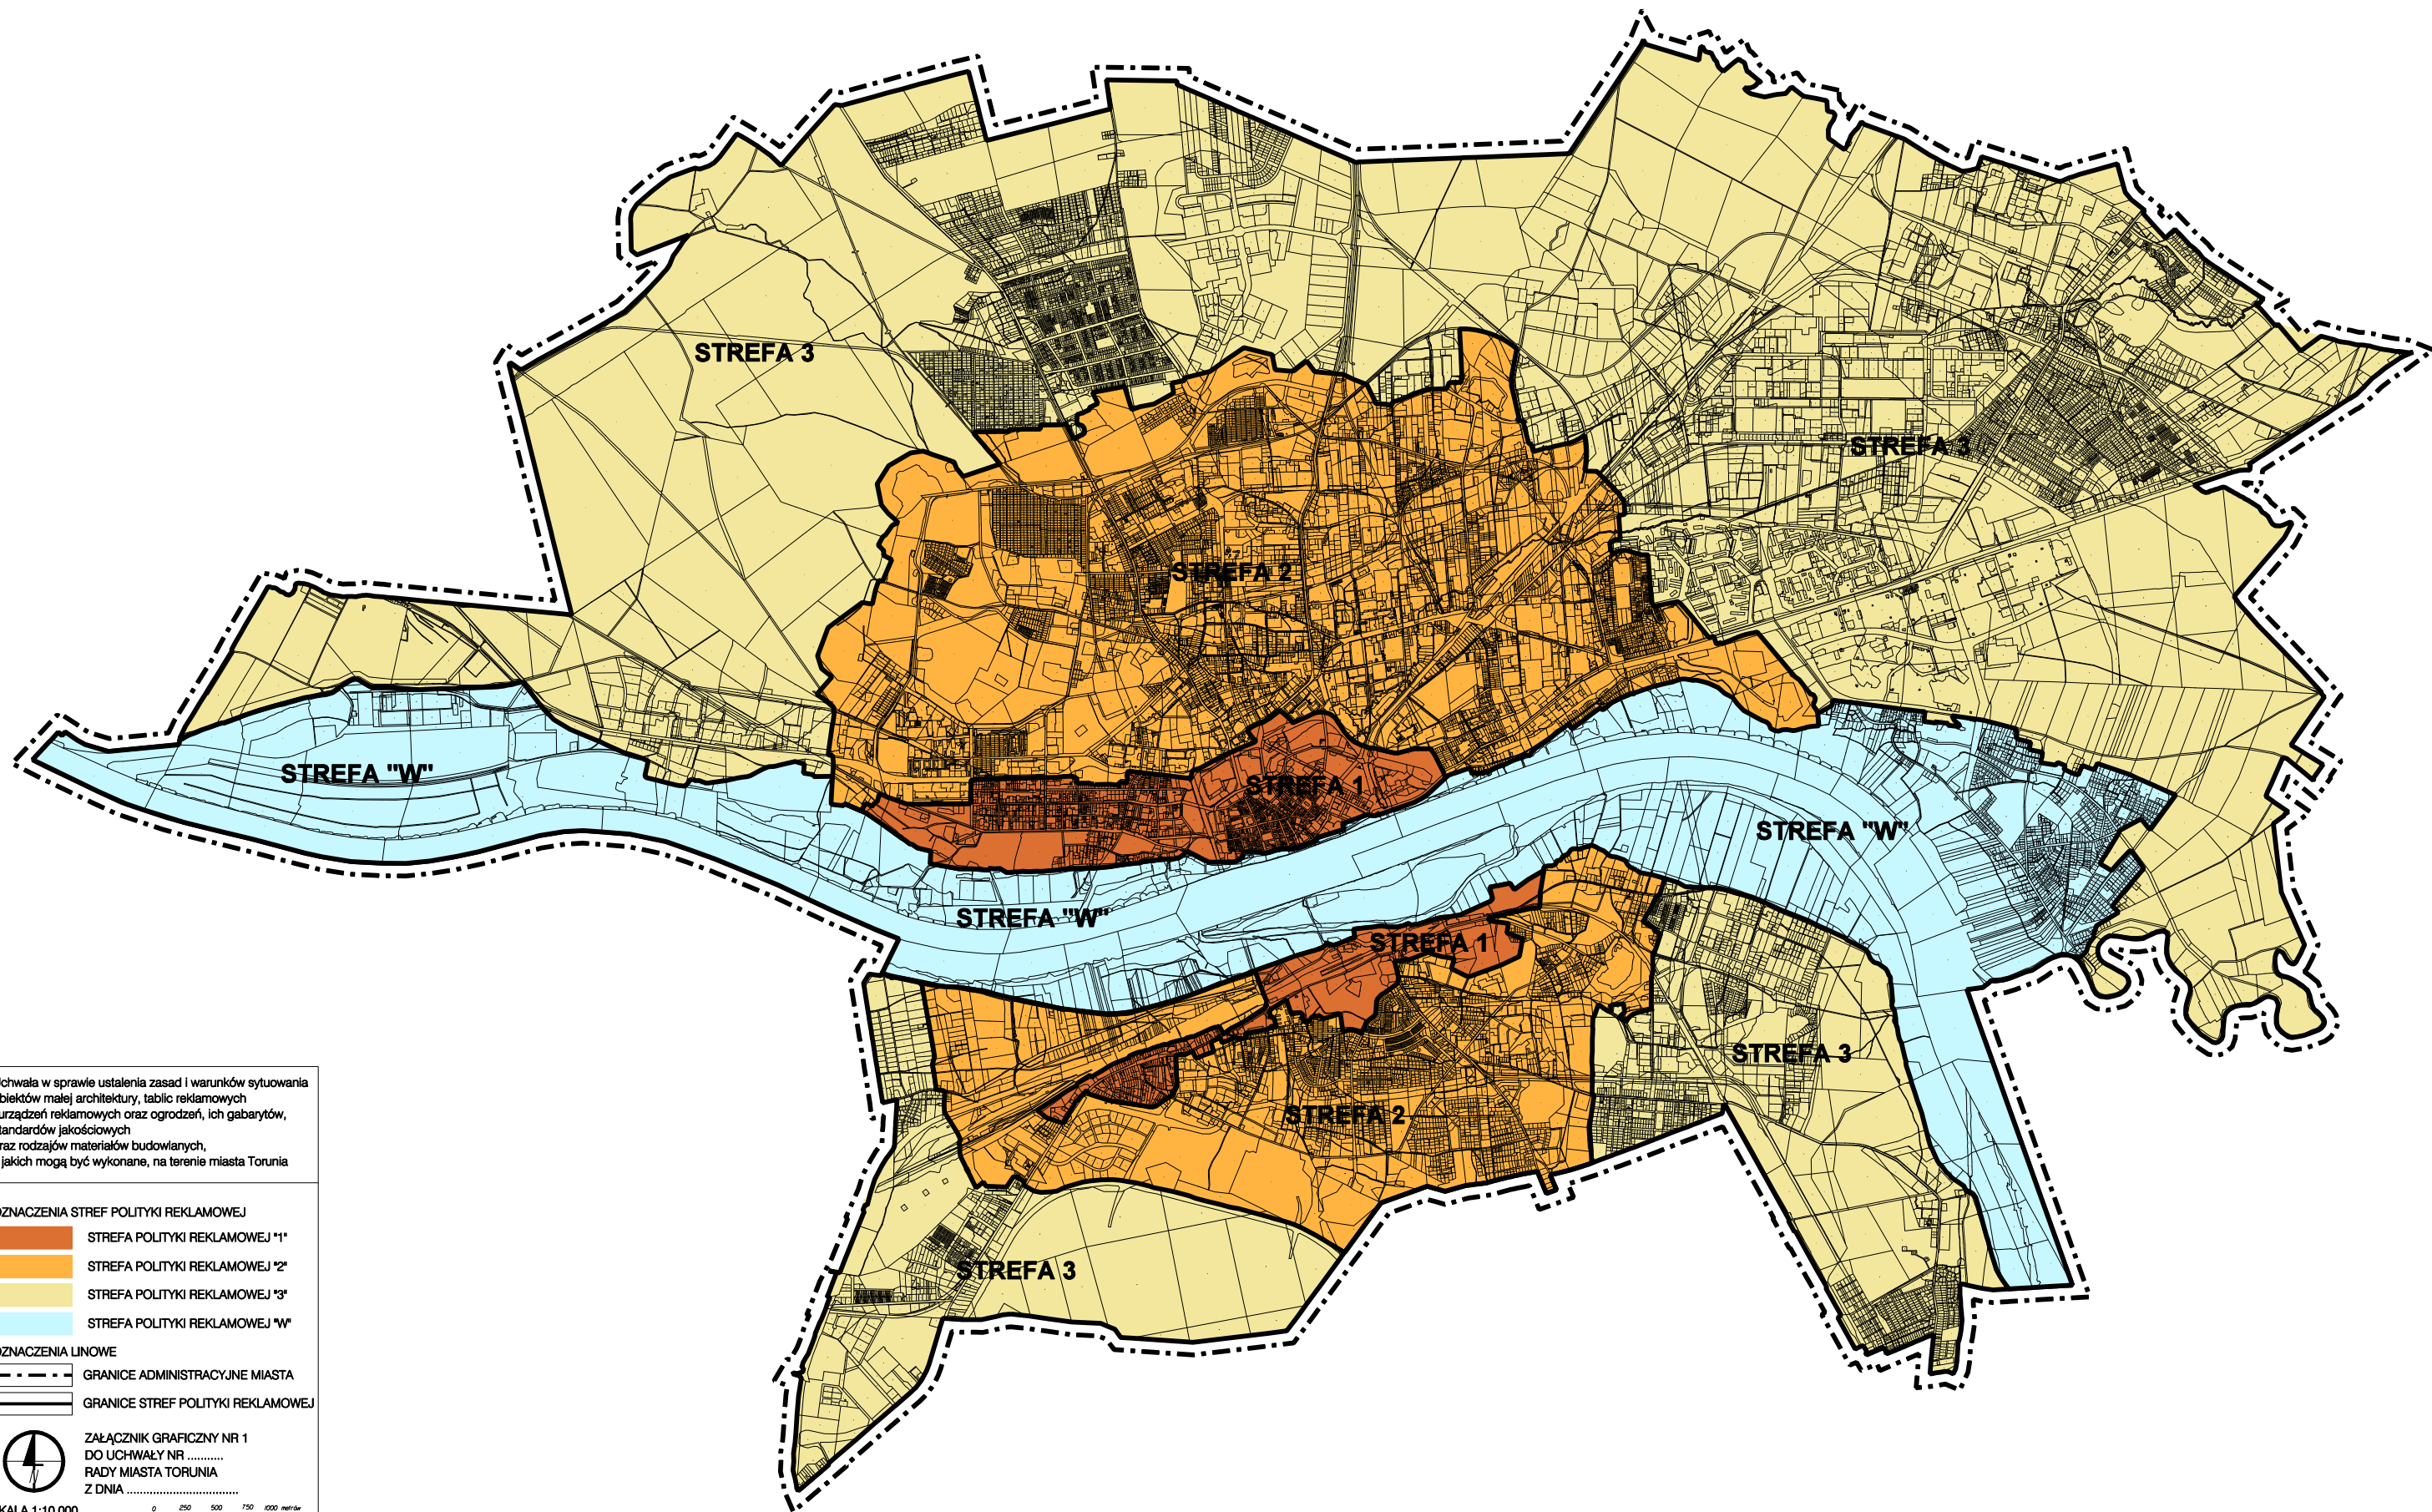 STREFA 3
STREFA 3
STREFA 2
STREFA "W"
STREFA 1
STREFA "W"
STREFA "W"
STREFA 1
STREFA 3
STREFA 2
STREFA 3
chwała w sprawie ustalenia zasad i warunków sytuowania
biektów małej architektury, tablic reklamowych
urządzeń reklamowych oraz ogrodzeń, ich gabarytów,
tandardów jakościowych
raz rodzajów materiałów budowlanych,
jakich mogą być wykonane, na terenie miasta Torunia
OZNACZENIA STREF POLITYKI REKLAMOWEJ
STREFA POLITYKI REKLAMOWEJ "1"
STREFA POLITYKI REKLAMOWEJ "2"
STREFA POLITYKI REKLAMOWEJ "3"
STREFA POLITYKI REKLAMOWEJ "W"
OZNACZENIA LINOWE
GRANICE ADMINISTRACYJNE MIASTA
GRANICE STREF POLITYKI REKLAMOWEJ
N
ZAŁĄCZNIK GRAFICZNY NR 1
DO UCHWAŁY NR ...........
RADY MIASTA TORUNIA
Z DNIA .................................
KALA 1:10 000
0 250 500 750 1000 metrów